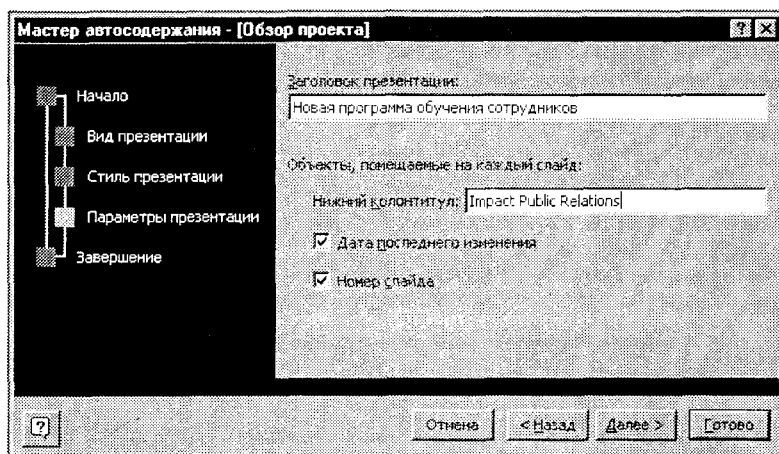 Мастер автосодержания - [Обзор проекта]
Начало
Вид презентации
Стиль презентации
Параметры презентации
Завершение
Заголовок презентации:
Новая программа обучения сотрудников
Объекты, помещаемые на каждый слайд:
Нижний колонтитул: Impact Public Relations
Дата последнего изменения
Номер слайда
Отмена < Назад Далее > Готово